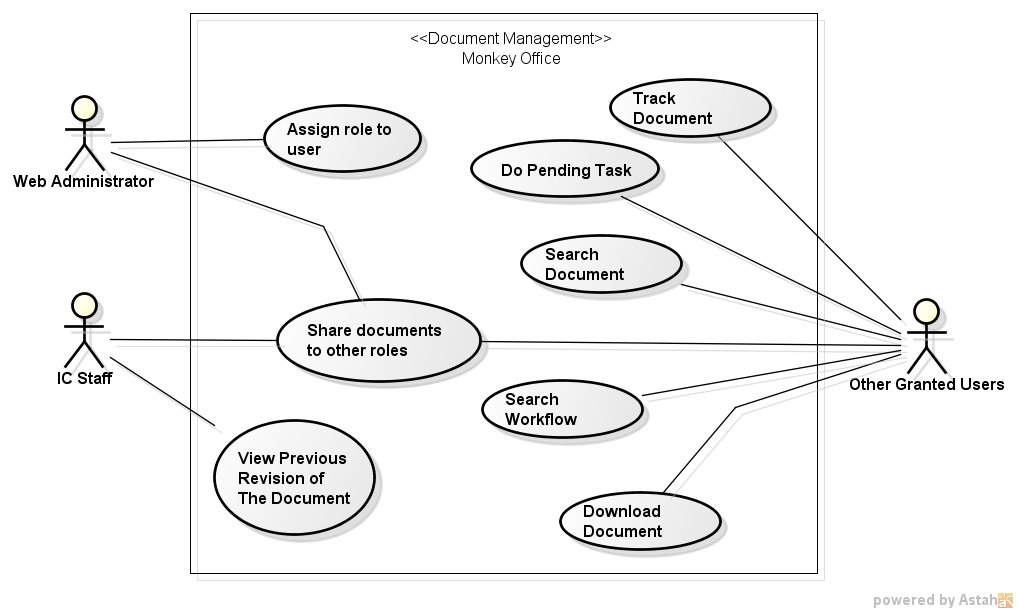 <<Document Management>>
Monkey Office
Track
Document
Assign role to
user
Do Pending Task
Web Administrator
Search
Document
Share documents
to other roles
IC Staff
Other Granted Users
Search
Workflow
View Previous
Revision of
The Document
Download
Document
powered by Astah